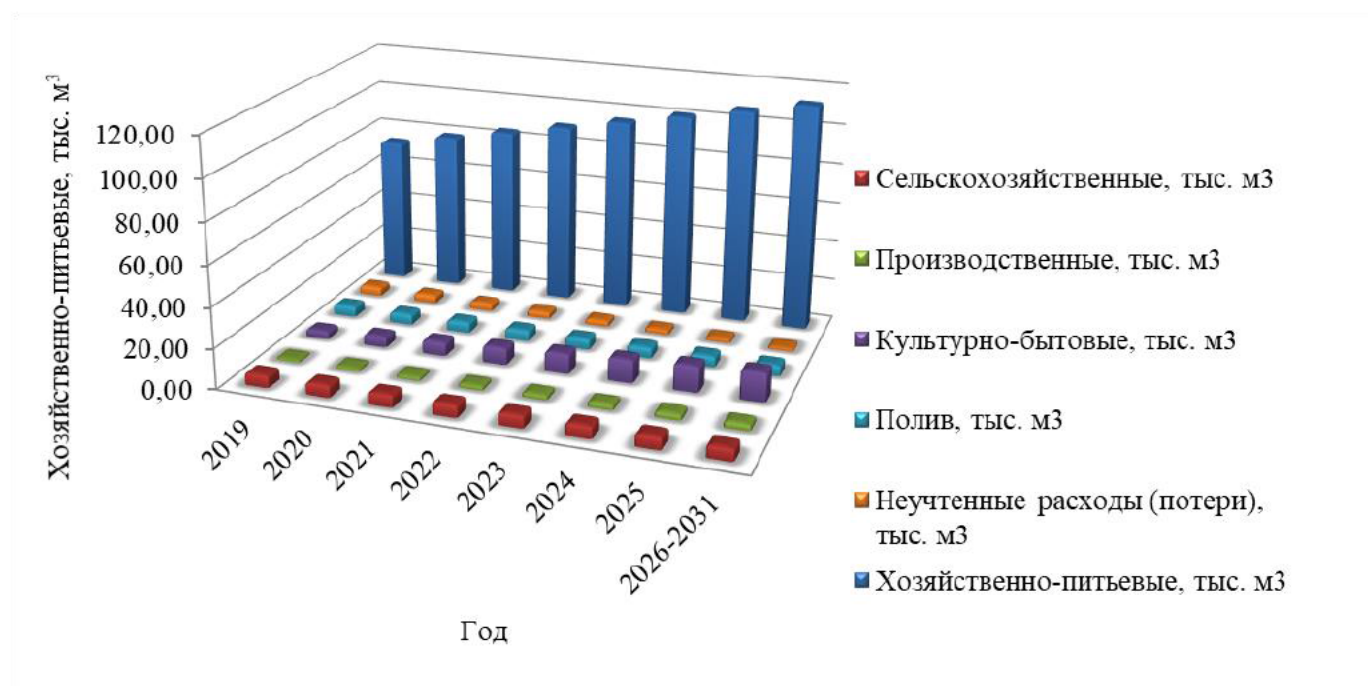 Хозяйственно-питьевые, тыс. м³
120,00
100,00
80,00
60,00
40,00
20,00
0,00
2019
2020
2021
2022
2023
2024
2025
2026-2031
Год
Сельскохозяйственные, тыс. м3
Производственные, тыс. м3
Культурно-бытовые, тыс. м3
Полив, тыс. м3
Неучтенные расходы (потери),
тыс. м3
Хозяйственно-питьевые, тыс. м3